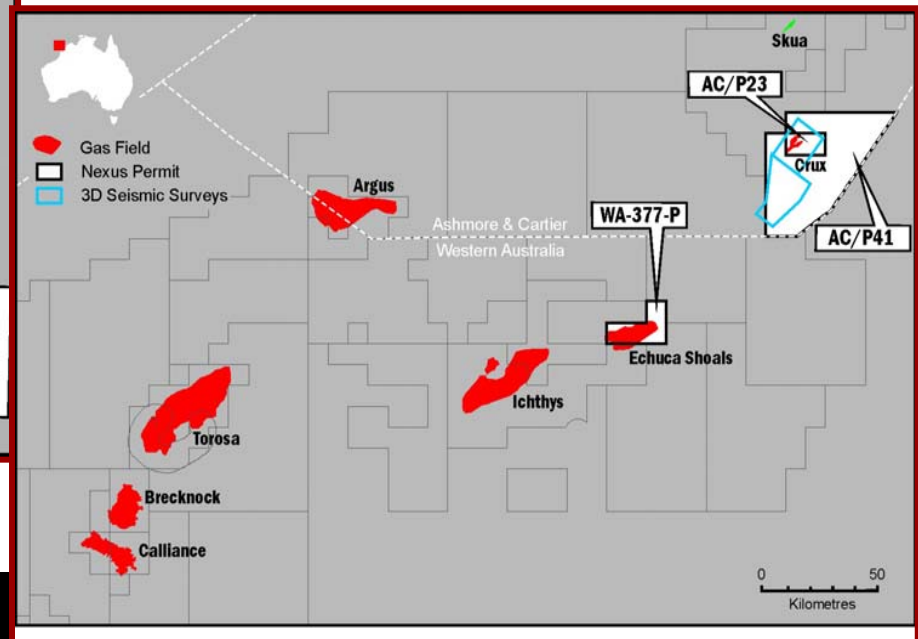 Skua
AC/P23
Gas Field
Nexus Permit
3D Seismic Surveys
Crux
Argus
WA-377-P
Ashmore & Cartier
Western Australia
AC/P41
Echuca Shoals
Ichthys
Torosa
Brecknock
Calliance
0 50
Kilometres